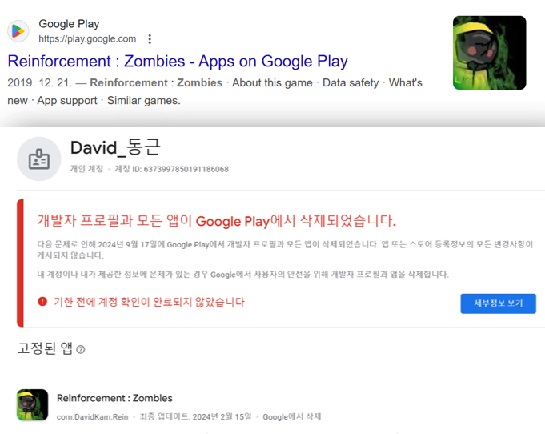 Google Play
https://play.google.com
Reinforcement : Zombies - Apps on Google Play
2019. 12. 21. — Reinforcement : Zombies · About this game · Data safety · What's
new · App support · Similar games.
David_동근
개인 계정 · 계정 ID: 6373997850191186068
개발자 프로필과 모든 앱이 Google Play에서 삭제되었습니다.
다음 문제로 인해 2024년 9월 17일에 Google Play에서 개발자 프로필과 모든 앱이 삭제되었습니다. 앱 또는 스토어 등록정보의 모든 변경사항이
게시되지 않습니다.
내 계정이나 내가 제공한 정보에 문제가 있는 경우 Google에서 사용자의 안전을 위해 개발자 프로필과 앱을 삭제합니다.
기한 전에 계정 확인이 완료되지 않았습니다
세부정보 보기
고정된 앱
Reinforcement : Zombies
com.DavidKam.Rein · 최종 업데이트: 2024년 2월 15일 · Google에서 삭제